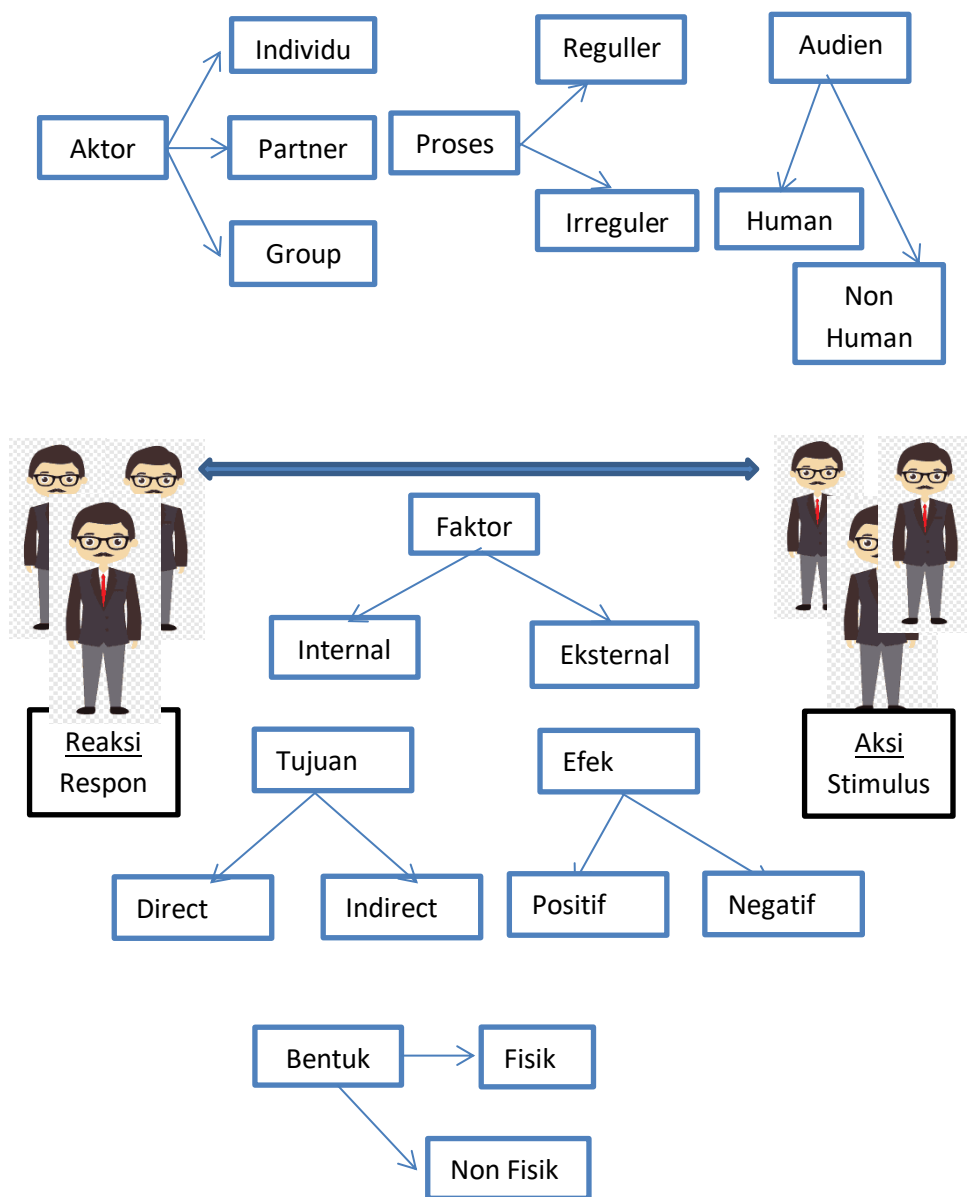 Individu
Aktor
Partner
Group
Reguller
Proses
Irreguler
Audien
Human
Non
Human
Faktor
Internal
Eksternal
Reaksi
Respon
Aksi
Stimulus
Tujuan
Direct
Indirect
Efek
Positif
Negatif
Bentuk
Fisik
Non Fisik